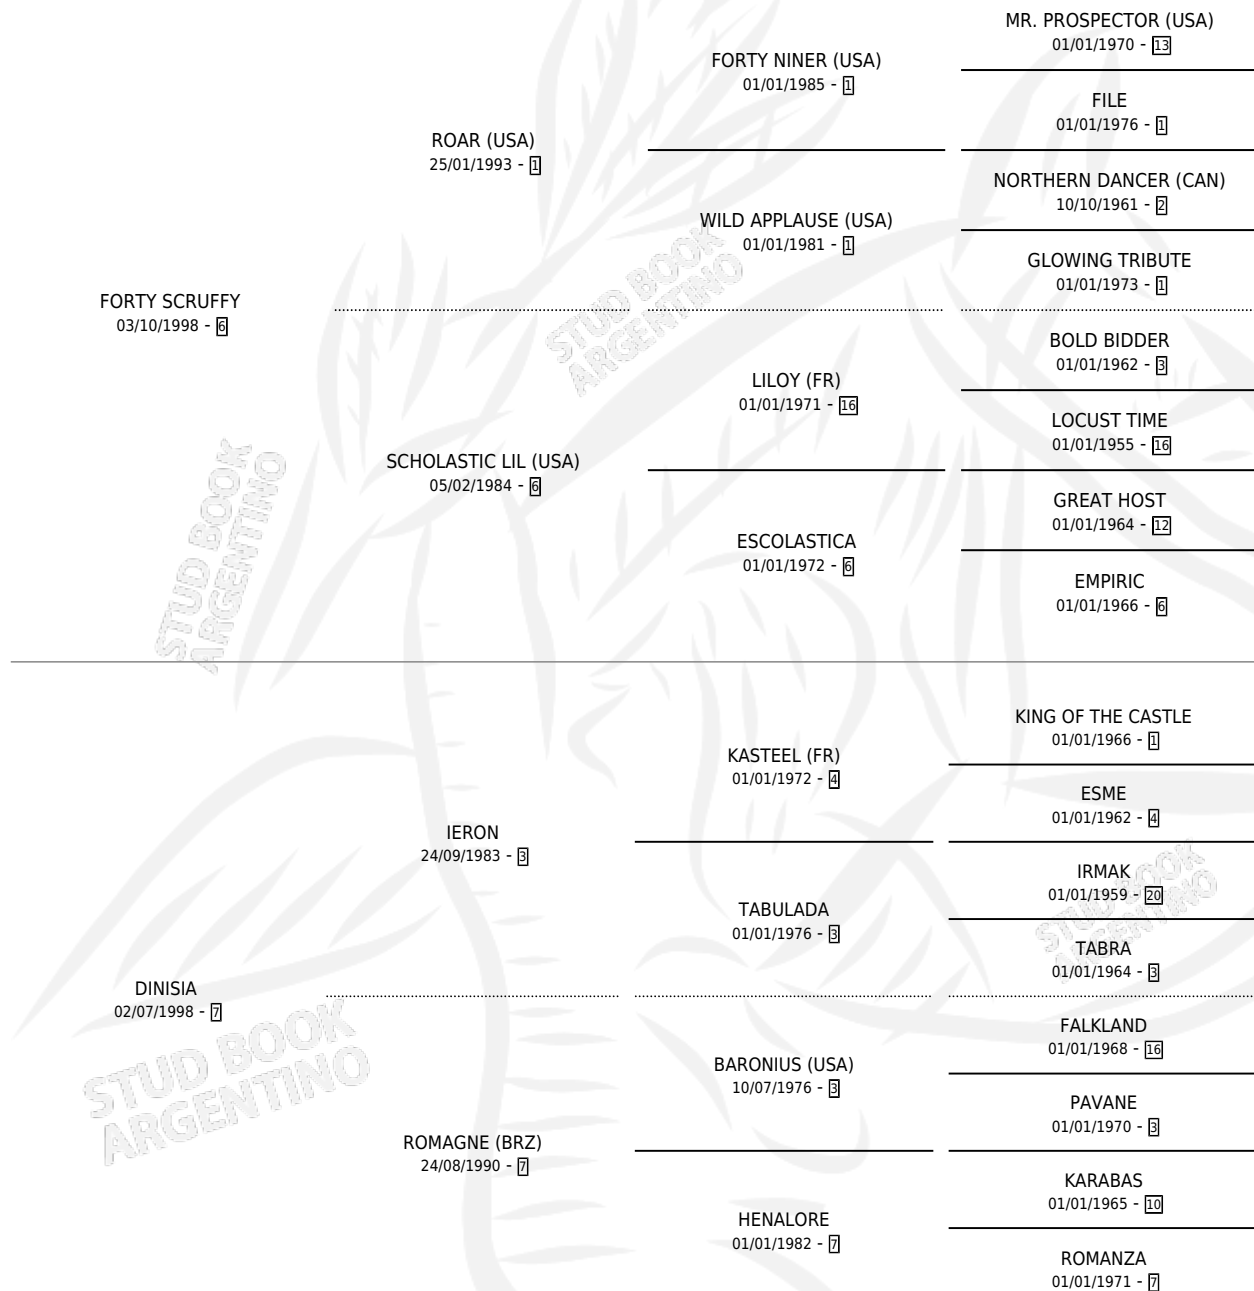 MR. PROSPECTOR (USA)
01/01/1970 - 13
FORTY NINER (USA)
01/01/1985 - 1
FILE
01/01/1976 - 1
ROAR (USA)
25/01/1993 - 1
NORTHERN DANCER (CAN)
10/10/1961 - 2
WILD APPLAUSE (USA)
01/01/1981 - 1
GLOWING TRIBUTE
01/01/1973 - 1
FORTY SCRUFFY
03/10/1998 - 6
STUD BOOK
ARGENTINO
BOLD BIDDER
01/01/1962 - 3
LILOY (FR)
01/01/1971 - 16
LOCUST TIME
01/01/1955 - 16
SCHOLASTIC LIL (USA)
05/02/1984 - 6
GREAT HOST
01/01/1964 - 12
ESCOLASTICA
01/01/1972 - 6
STUD BOOK
ARGENTINO
EMPIRIC
01/01/1966 - 6
KING OF THE CASTLE
01/01/1966 - 1
KASTEEL (FR)
01/01/1972 - 4
ESME
01/01/1962 - 4
IERON
24/09/1983 - 3
IRMAK
01/01/1959 - 20
STUD BOOK
ARGENTINO
TABULADA
01/01/1976 - 3
TABRA
01/01/1964 - 3
DINISIA
02/07/1998 - 7
FALKLAND
01/01/1968 - 16
STUD BOOK
ARGENTINO
BARONIUS (USA)
10/07/1976 - 3
PAVANE
01/01/1970 - 3
ROMAGNE (BRZ)
24/08/1990 - 7
KARABAS
01/01/1965 - 10
HENALORE
01/01/1982 - 7
ROMANZA
01/01/1971 - 7